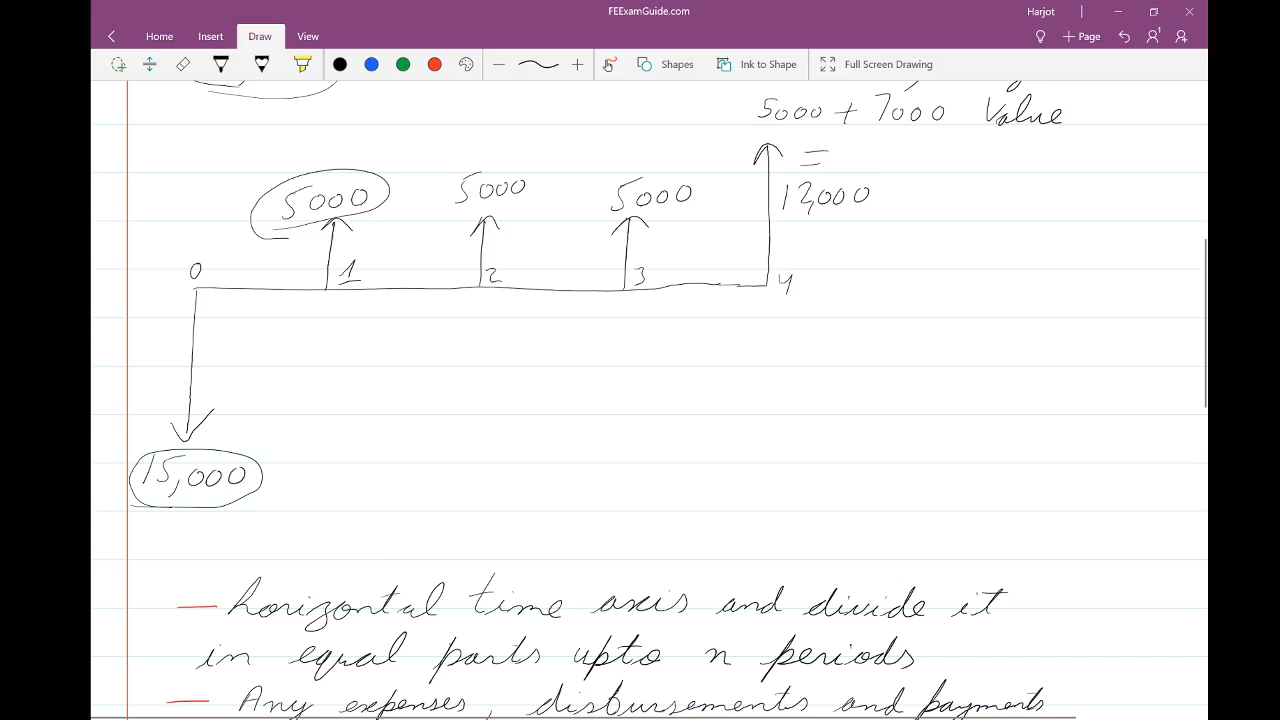 FEExamGuide.com
Harjot
Home Insert Draw View
Page
Shapes Ink to Shape Full Screen Drawing
5000 + 7000 Value
=
5000 5000 5000 12,000
0 1 2 3 4
15,000
— horizontal time axis and divide it
in equal parts upto n periods
— Any expenses, disbursements and payments